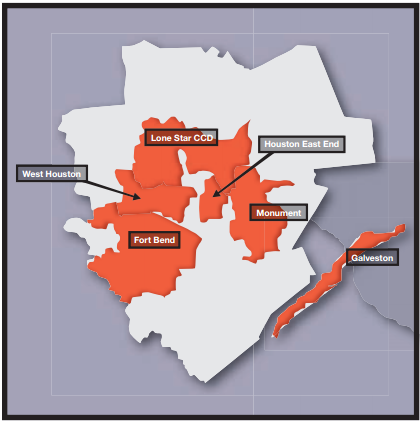 Lone Star CCD
Houston East End
West Houston
Monument
Fort Bend
Galveston